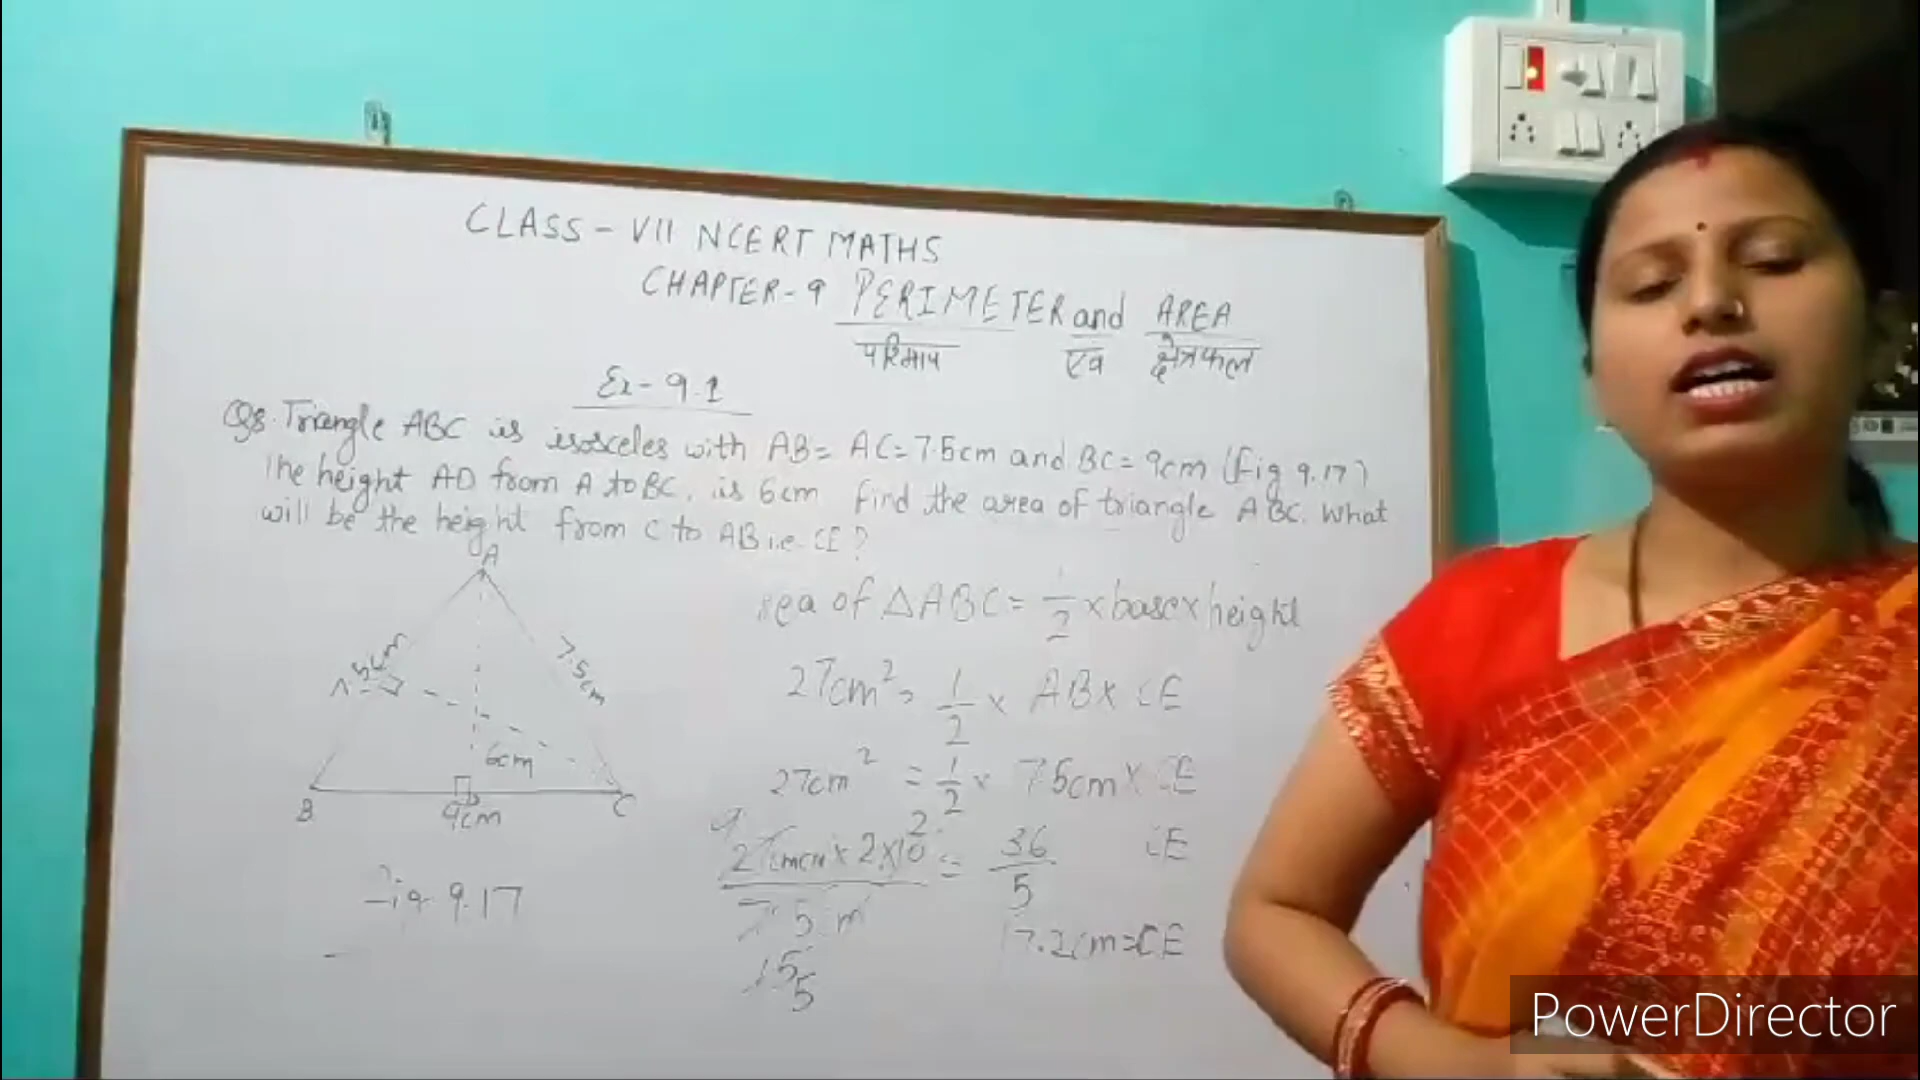 CLASS - VII NCERT MATHS
CHAPTER - 9 PERIMETER and AREA
परिमाप एवं क्षेत्रफल
Ex - 9.1
Q8. Triangle ABC is isosceles with AB = AC = 7.5cm and BC = 9cm (Fig 9.17)
The height AD from A to BC, is 6cm Find the area of triangle ABC. What
will be the height from C to AB i.e. CE ?
A
5cm
7.5cm
6cm
B
C
9cm
9.17
of △ABC = 1/2 × base × height
27cm² = 1/2 × AB × CE
27cm² = 1/2 × 7.5cm × CE
= 36/5
CE
7.2cm = CE
PowerDirector